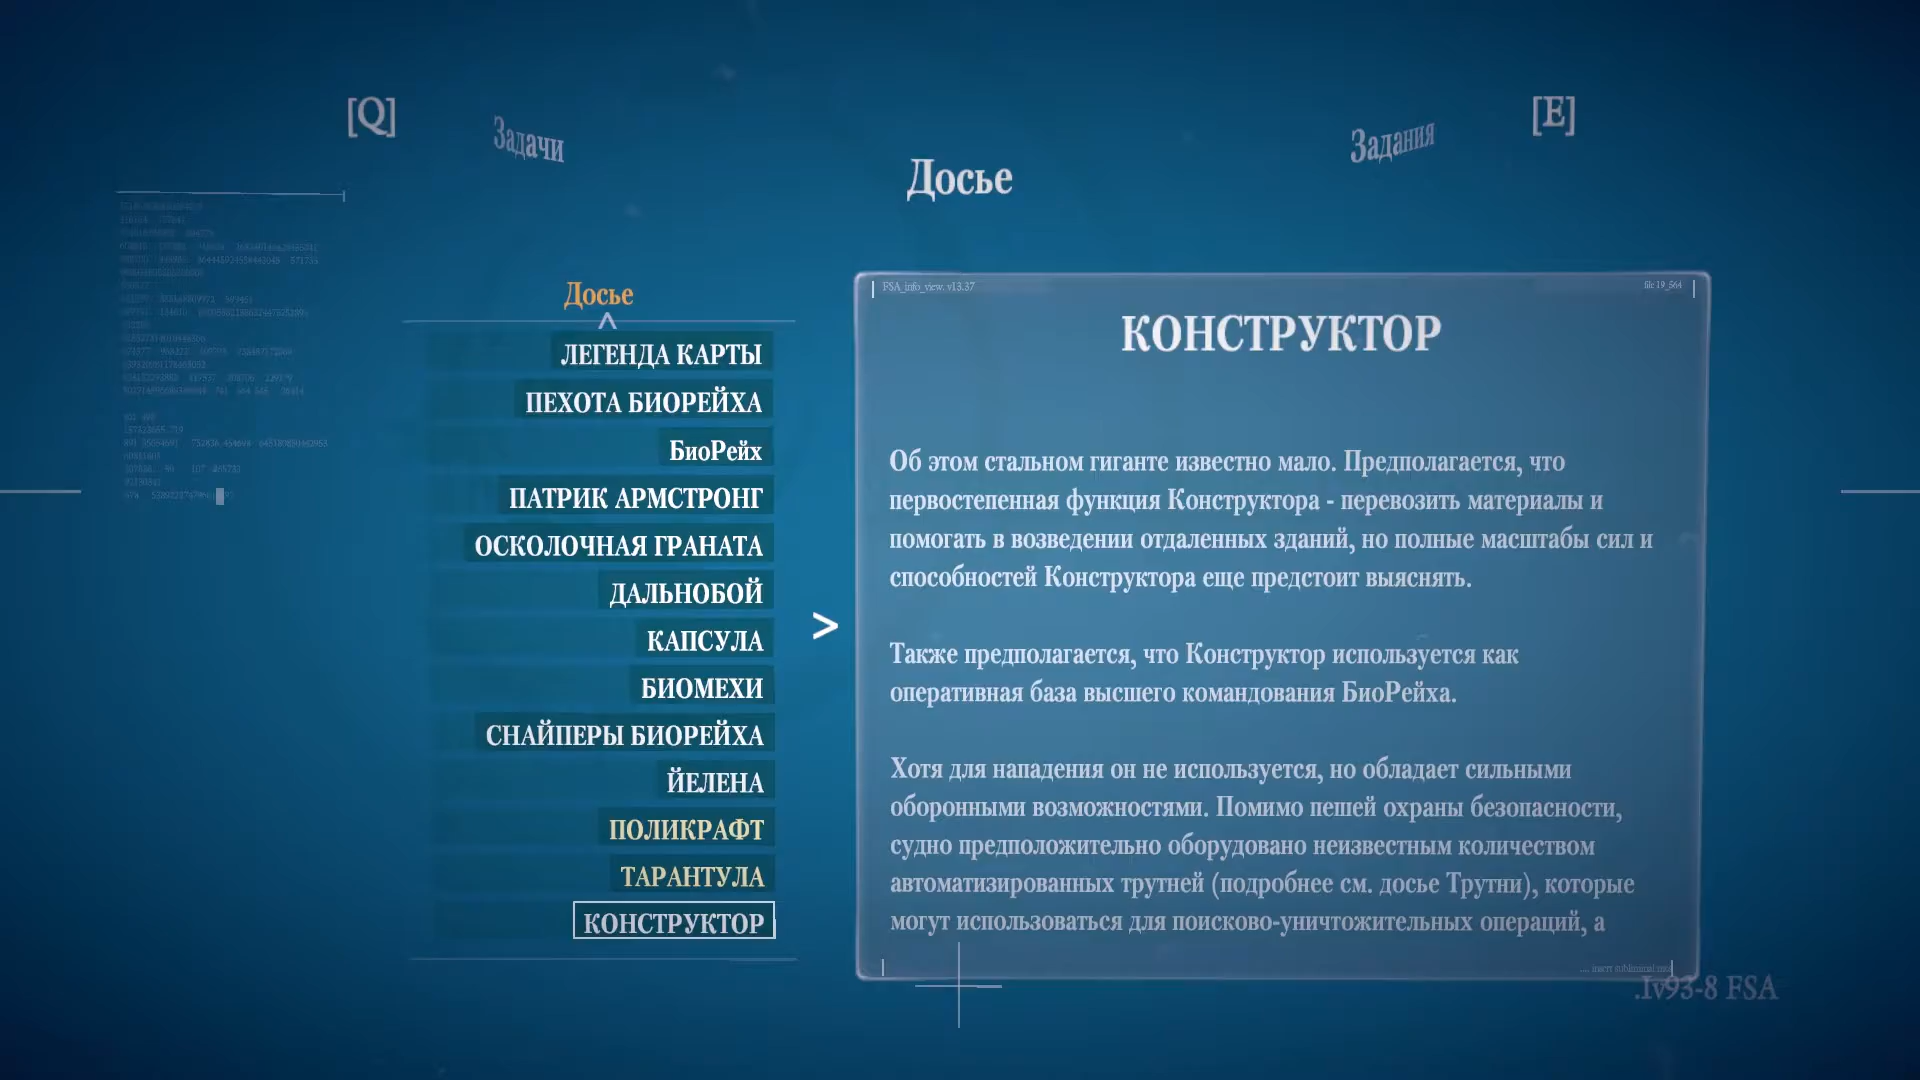 [Q]
Задачи
Досье
Задания
[E]
Досье
ЛЕГЕНДА КАРТЫ
ПЕХОТА БИОРЕЙХА
БиоРейх
ПАТРИК АРМСТРОНГ
ОСКОЛОЧНАЯ ГРАНАТА
ДАЛЬНОБОЙ
КАПСУЛА
БИОМЕХИ
СНАЙПЕРЫ БИОРЕЙХА
ЙЕЛЕНА
ПОЛИКРАФТ
ТАРАНТУЛА
КОНСТРУКТОР
>
FSA_info_view. v13.37
file 19_564
КОНСТРУКТОР
Об этом стальном гиганте известно мало. Предполагается, что
первостепенная функция Конструктора - перевозить материалы и
помогать в возведении отдаленных зданий, но полные масштабы сил и
способностей Конструктора еще предстоит выяснять.
Также предполагается, что Конструктор используется как
оперативная база высшего командования БиоРейха.
Хотя для нападения он не используется, но обладает сильными
оборонными возможностями. Помимо пешей охраны безопасности,
судно предположительно оборудовано неизвестным количеством
автоматизированных трутней (подробнее см. досье Трутни), которые
могут использоваться для поисково-уничтожительных операций, а
.Iv93-8 FSA